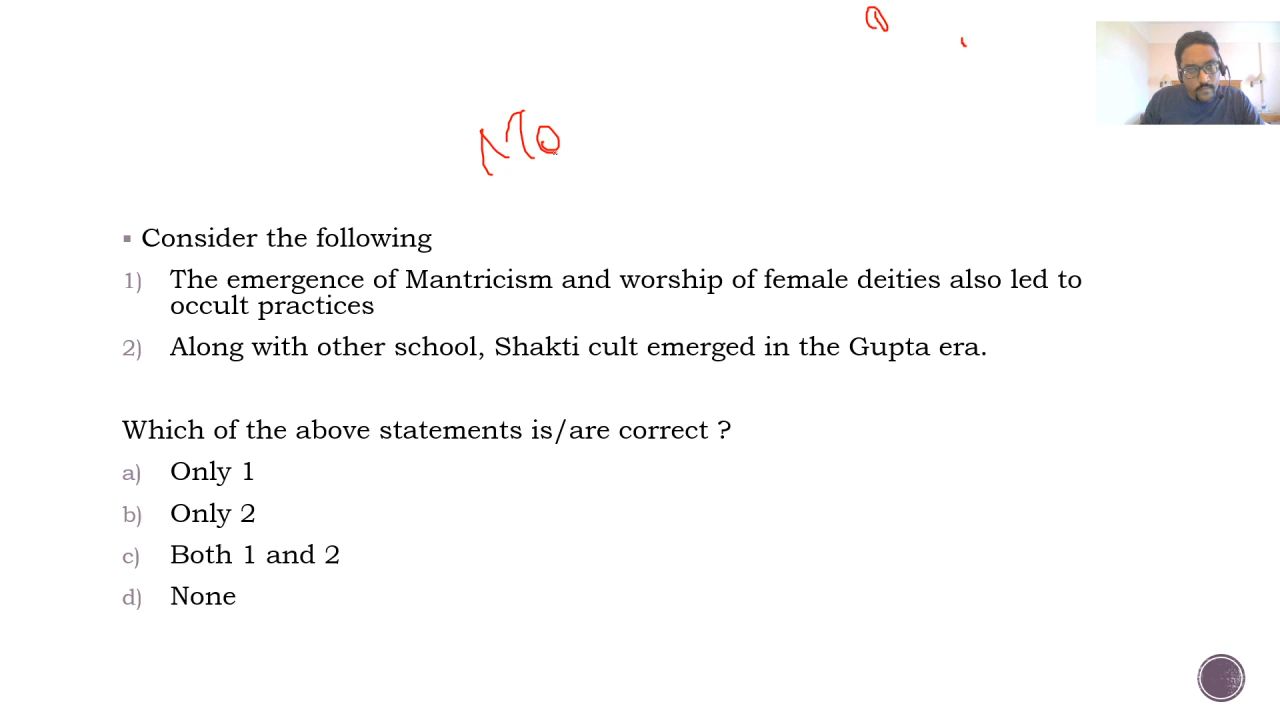 Mo
Consider the following
1) The emergence of Mantricism and worship of female deities also led to
occult practices
2) Along with other school, Shakti cult emerged in the Gupta era.
Which of the above statements is/are correct ?
a) Only 1
b) Only 2
c) Both 1 and 2
d) None